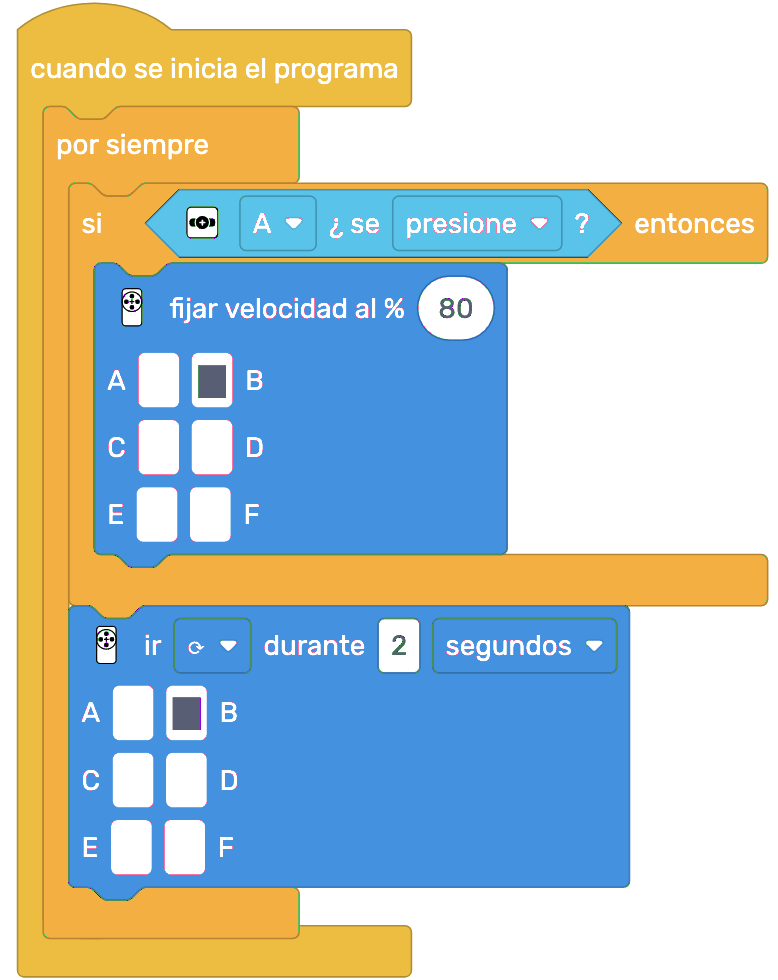 cuando se inicia el programa
por siempre
si A ¿ se presione ? entonces
fijar velocidad al % 80
A B
C D
E F
ir ⟳ durante 2 segundos
A B
C D
E F